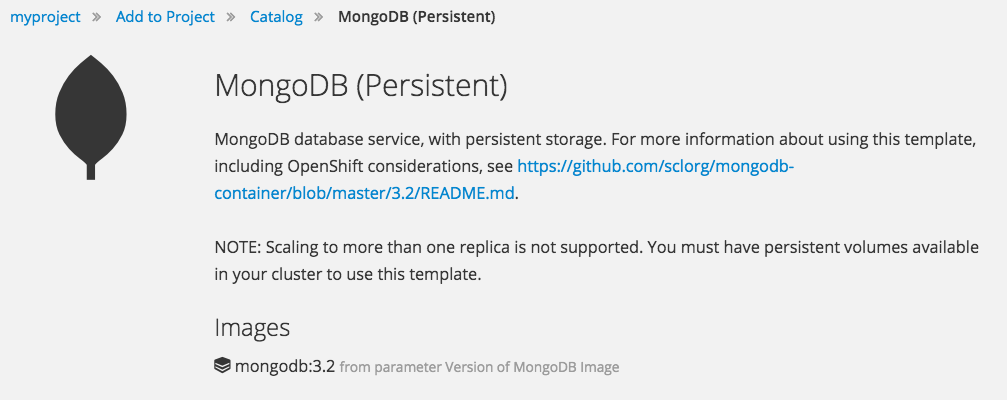 myproject » Add to Project » Catalog » MongoDB (Persistent)
MongoDB (Persistent)
MongoDB database service, with persistent storage. For more information about using this template,
including OpenShift considerations, see https://github.com/sclorg/mongodb-
container/blob/master/3.2/README.md.
NOTE: Scaling to more than one replica is not supported. You must have persistent volumes available
in your cluster to use this template.
Images
mongodb:3.2 from parameter Version of MongoDB Image